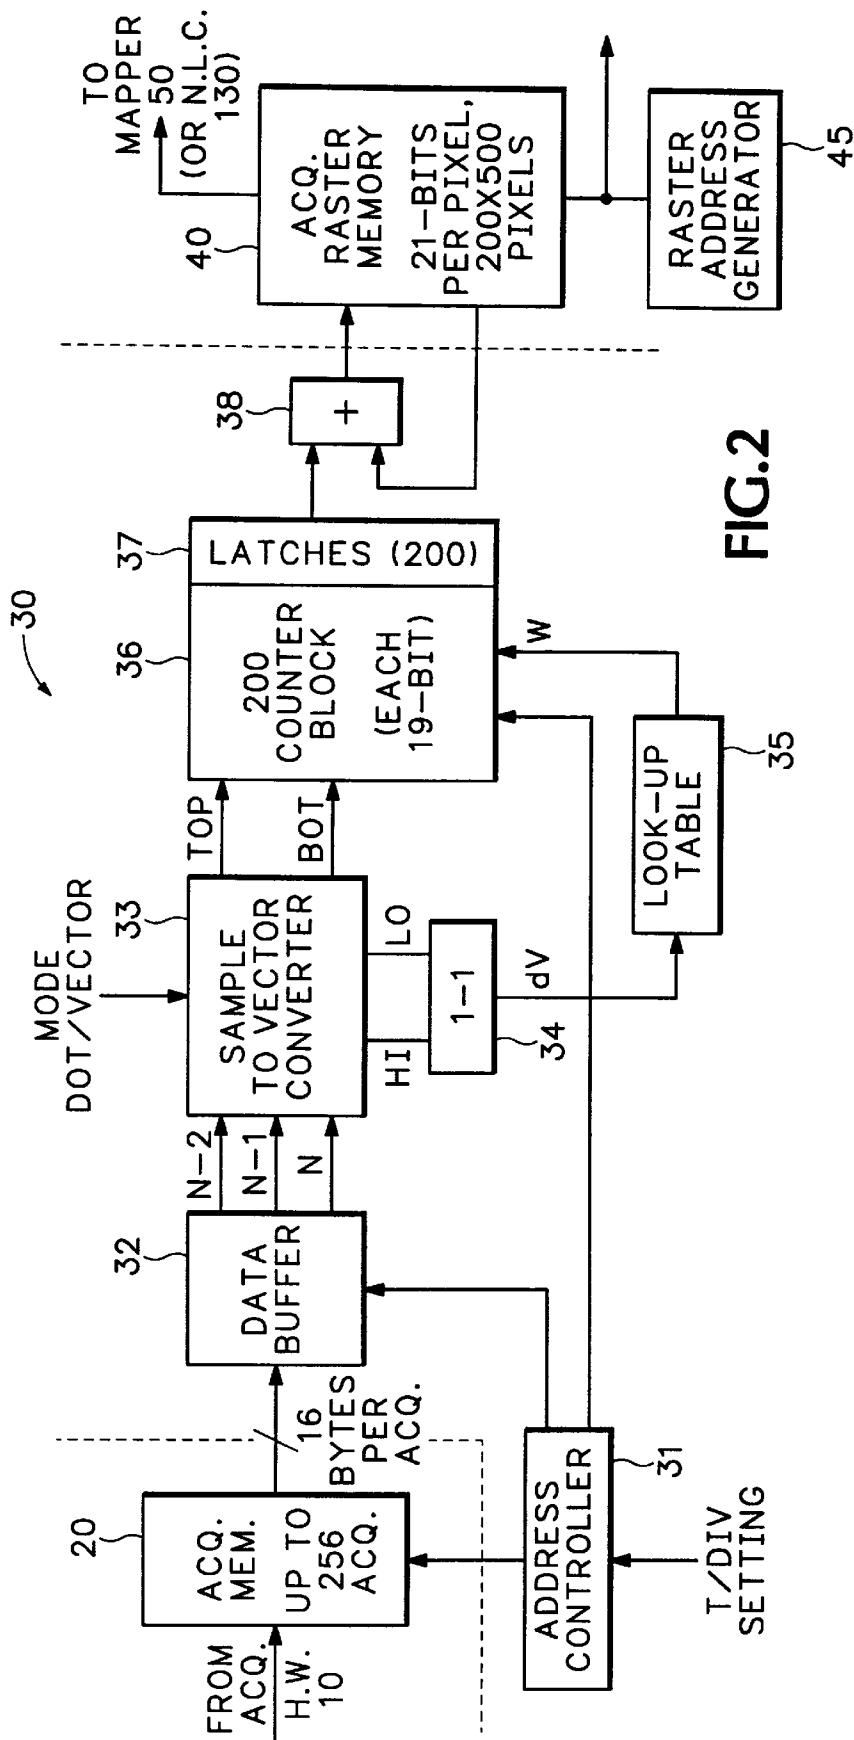 30
FROM
ACQ.
H.W.
10
20
ACQ.
MEM.
UP TO
256
ACQ.
16
BYTES
PER
ACQ.
32
DATA
BUFFER
N-2
N-1
N
MODE
DOT/VECTOR
33
SAMPLE
TO VECTOR
CONVERTER
TOP
BOT
HI
LO
1-1
34
dV
36
200
COUNTER
BLOCK
(EACH
19-BIT)
37
LATCHES (200)
W
38
+
40
ACQ.
RASTER
MEMORY
21-BITS
PER PIXEL,
200X500
PIXELS
TO
MAPPER
50
(OR N.L.C.
130)
RASTER
ADDRESS
GENERATOR
45
LOOK-UP
TABLE
35
ADDRESS
CONTROLLER
31
T/DIV
SETTING
FIG.2